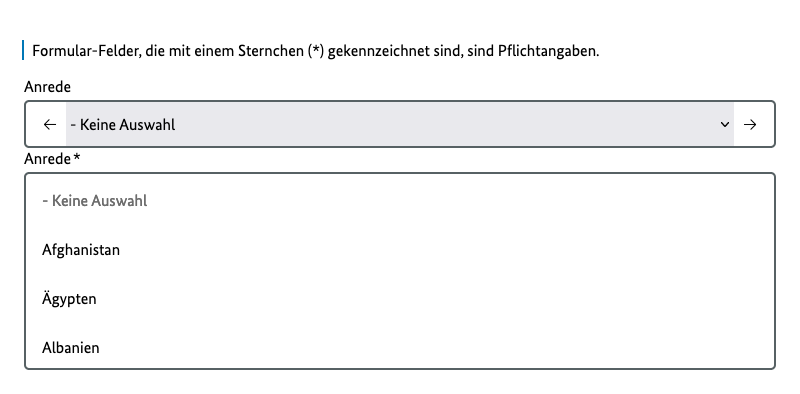 Formular-Felder, die mit einem Sternchen (*) gekennzeichnet sind, sind Pflichtangaben.
Anrede
- Keine Auswahl
Anrede *
- Keine Auswahl
Afghanistan
Ägypten
Albanien